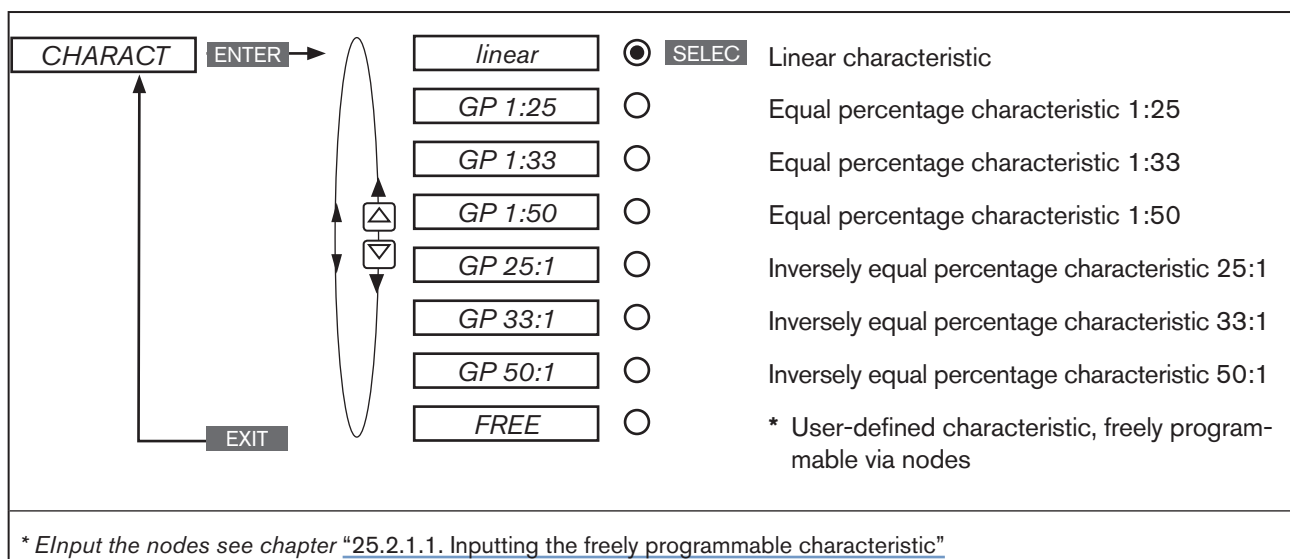 CHARACT ENTER linear SELEC Linear characteristic
GP 1:25 Equal percentage characteristic 1:25
GP 1:33 Equal percentage characteristic 1:33
GP 1:50 Equal percentage characteristic 1:50
GP 25:1 Inversely equal percentage characteristic 25:1
GP 33:1 Inversely equal percentage characteristic 33:1
GP 50:1 Inversely equal percentage characteristic 50:1
EXIT FREE * User-defined characteristic, freely program-
mable via nodes
* EInput the nodes see chapter "25.2.1.1. Inputting the freely programmable characteristic"